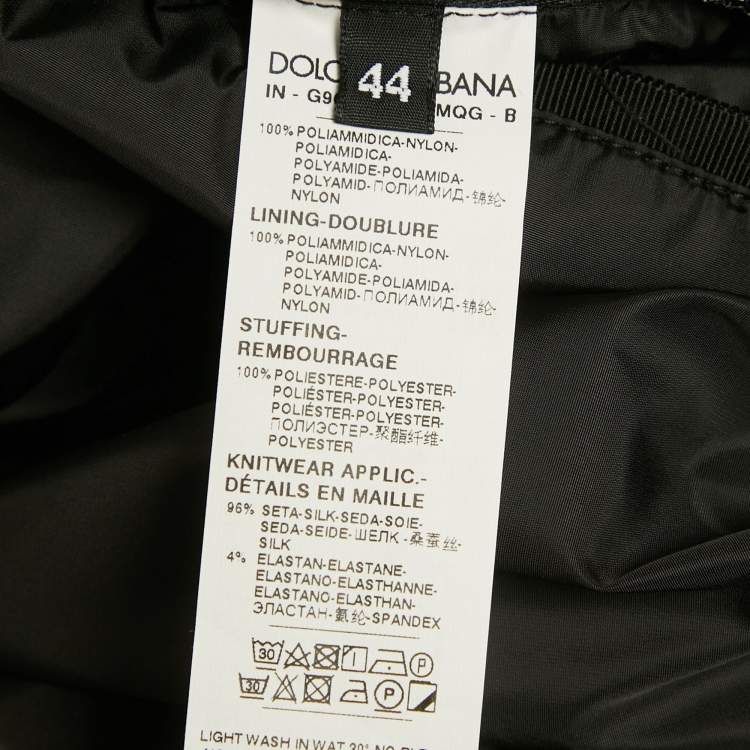 44
IN - MQG - B
100% POLIAMMIDICA-NYLON-
POLIAMIDICA-
POLYAMIDE-POLIAMIDA-
POLYAMID-ПОЛИАМИД-锦纶-
NYLON
LINING-DOUBLURE
100% POLIAMMIDICA-NYLON-
POLIAMIDICA-
POLYAMIDE-POLIAMIDA-
POLYAMID-ПОЛИАМИД-锦纶-
NYLON
STUFFING-
REMBOURRAGE
100% POLIESTERE-POLYESTER-
POLIÉSTER-POLYESTER-
POLIÉSTER-POLYESTER-
ПОЛИЭСТЕР-聚酯纤维-
POLYESTER
KNITWEAR APPLIC.-
DÉTAILS EN MAILLE
96% SETA-SILK-SEDA-SOIE-
SEDA-SEIDE-ШЕЛК-桑蚕丝-
SILK
4% ELASTAN-ELASTANE-
ELASTANO-ELASTHANNE-
ELASTANO-ELASTHAN-
ЭЛАСТАН-氨纶-SPANDEX
30 P
30 P
LIGHT WASH IN WAT 30°